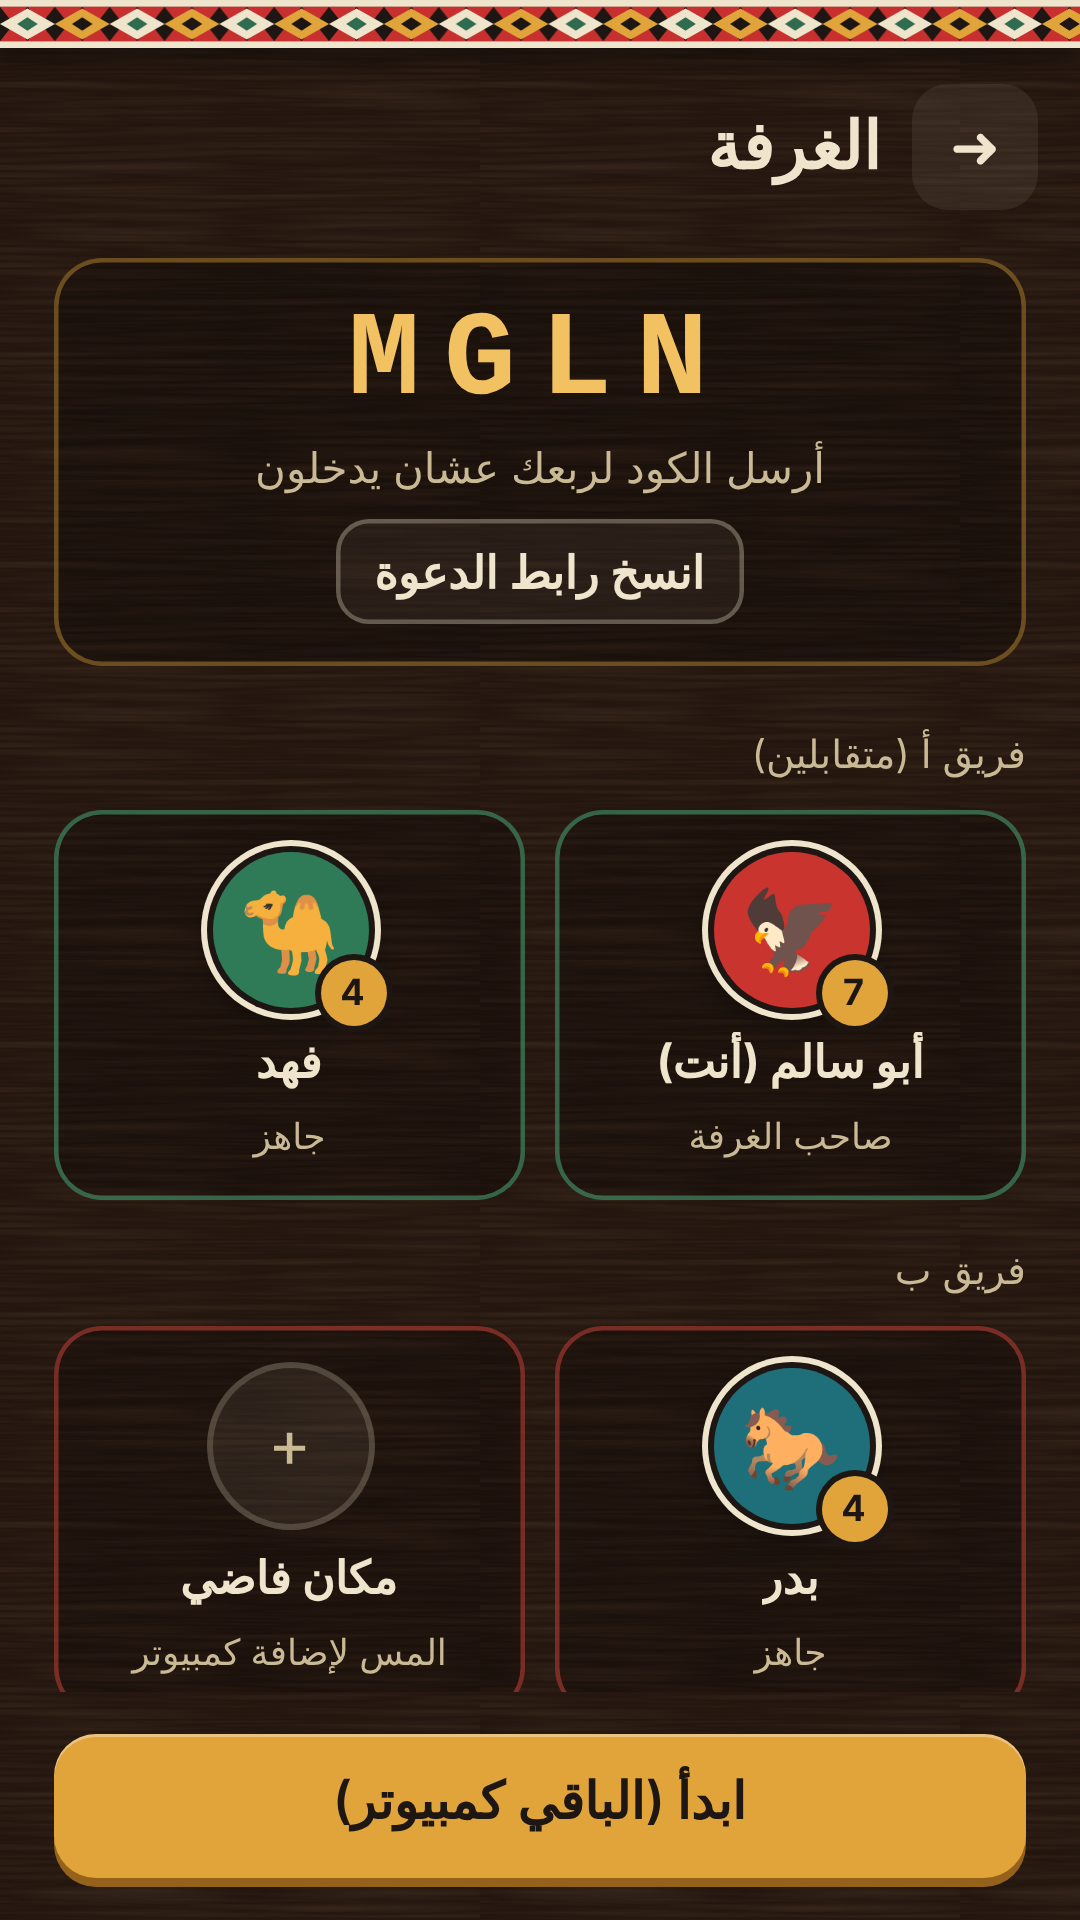 الغرفة
MGLN
أرسل الكود لربعك عشان يدخلون
انسخ رابط الدعوة
فريق أ (متقابلين)
7
أبو سالم (أنت)
صاحب الغرفة
4
فهد
جاهز
فريق ب
4
بدر
جاهز
+
مكان فاضي
المس لإضافة كمبيوتر
ابدأ (الباقي كمبيوتر)